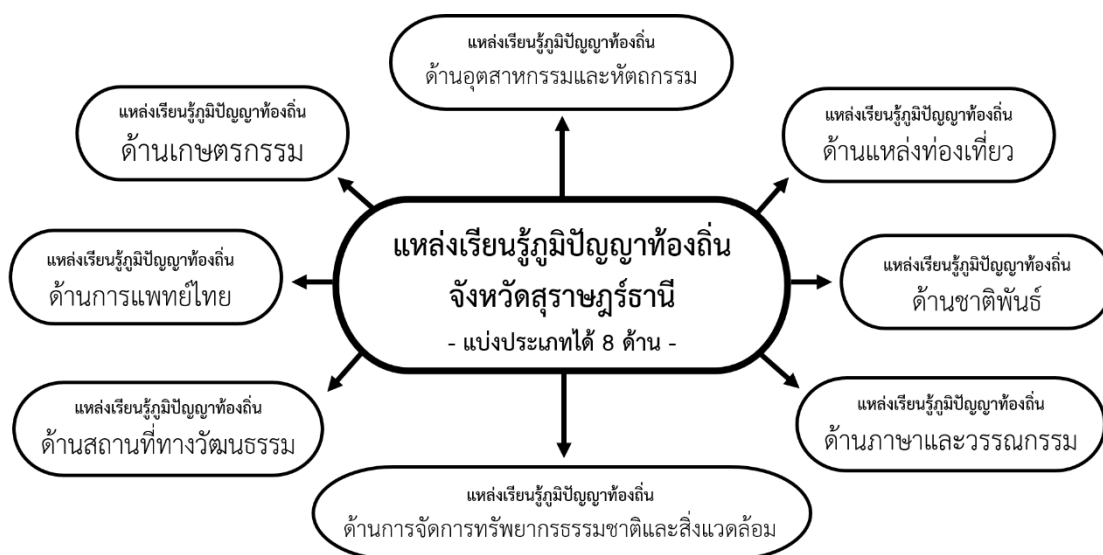 แหล่งเรียนรู้ภูมิปัญญาท้องถิ่น
ด้านอุตสาหกรรมและหัตถกรรม
แหล่งเรียนรู้ภูมิปัญญาท้องถิ่น
ด้านเกษตรกรรม
แหล่งเรียนรู้ภูมิปัญญาท้องถิ่น
ด้านแหล่งท่องเที่ยว
แหล่งเรียนรู้ภูมิปัญญาท้องถิ่น
จังหวัดสุราษฎร์ธานี
- แบ่งประเภทได้ 8 ด้าน -
แหล่งเรียนรู้ภูมิปัญญาท้องถิ่น
ด้านการแพทย์ไทย
แหล่งเรียนรู้ภูมิปัญญาท้องถิ่น
ด้านชาติพันธ์
แหล่งเรียนรู้ภูมิปัญญาท้องถิ่น
ด้านสถานที่ทางวัฒนธรรม
แหล่งเรียนรู้ภูมิปัญญาท้องถิ่น
ด้านภาษาและวรรณกรรม
แหล่งเรียนรู้ภูมิปัญญาท้องถิ่น
ด้านการจัดการทรัพยากรธรรมชาติและสิ่งแวดล้อม